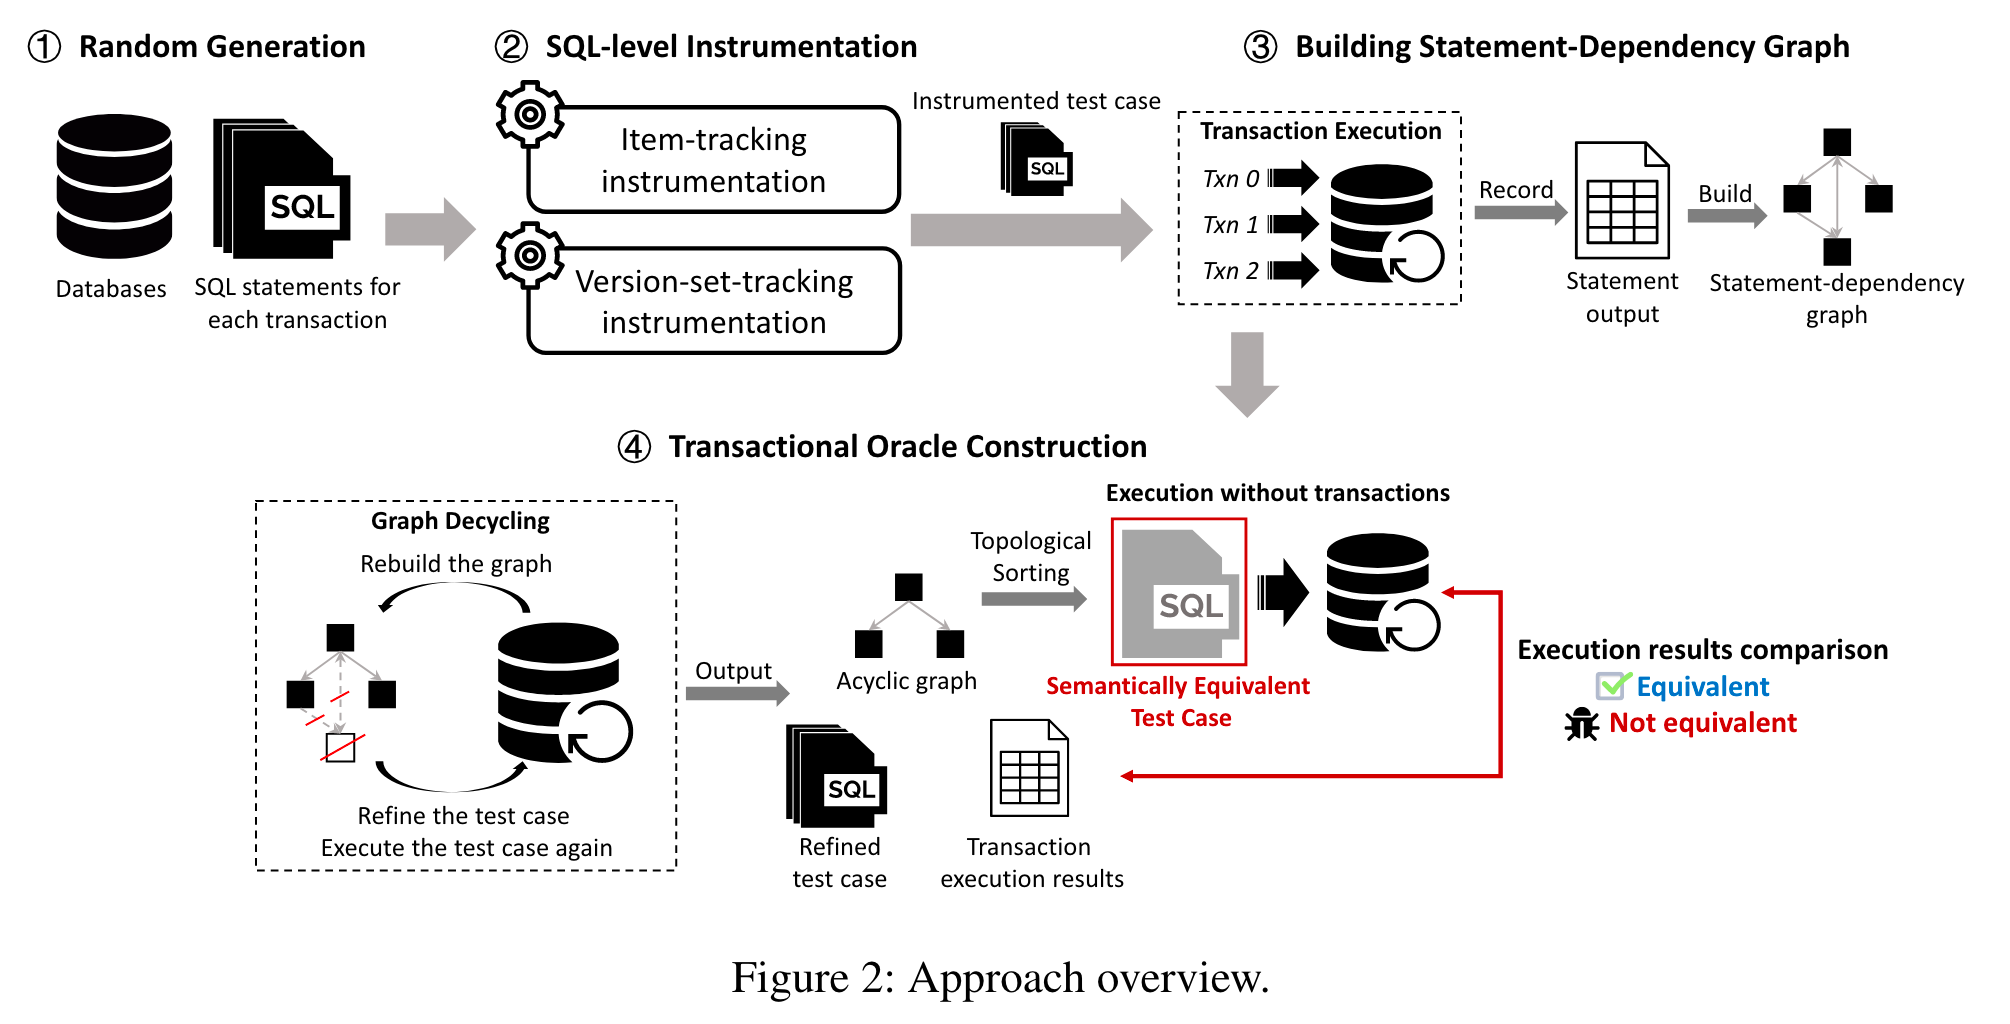 ① Random Generation
Databases
SQL
SQL statements for
each transaction
② SQL-level Instrumentation
Item-tracking
instrumentation
Version-set-tracking
instrumentation
Instrumented test case
SQL
③ Building Statement-Dependency Graph
Transaction Execution
Txn 0
Txn 1
Txn 2
Record
Statement
output
Build
Statement-dependency
graph
④ Transactional Oracle Construction
Graph Decycling
Rebuild the graph
Refine the test case
Execute the test case again
Output
Acyclic graph
SQL
Refined
test case
Transaction
execution results
Topological
Sorting
Execution without transactions
SQL
Semantically Equivalent
Test Case
Execution results comparison
Equivalent
Not equivalent
Figure 2: Approach overview.